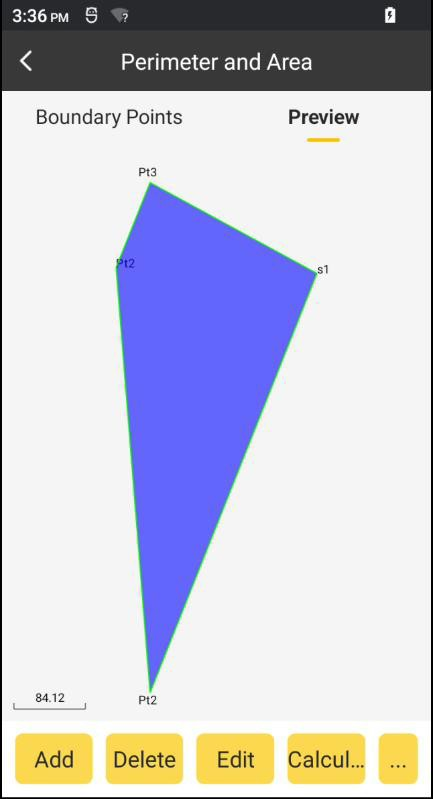 3:36 PM
Perimeter and Area
Boundary Points Preview
Pt3
Pt2
s1
Pt2
84.12
Add Delete Edit Calcul... ...